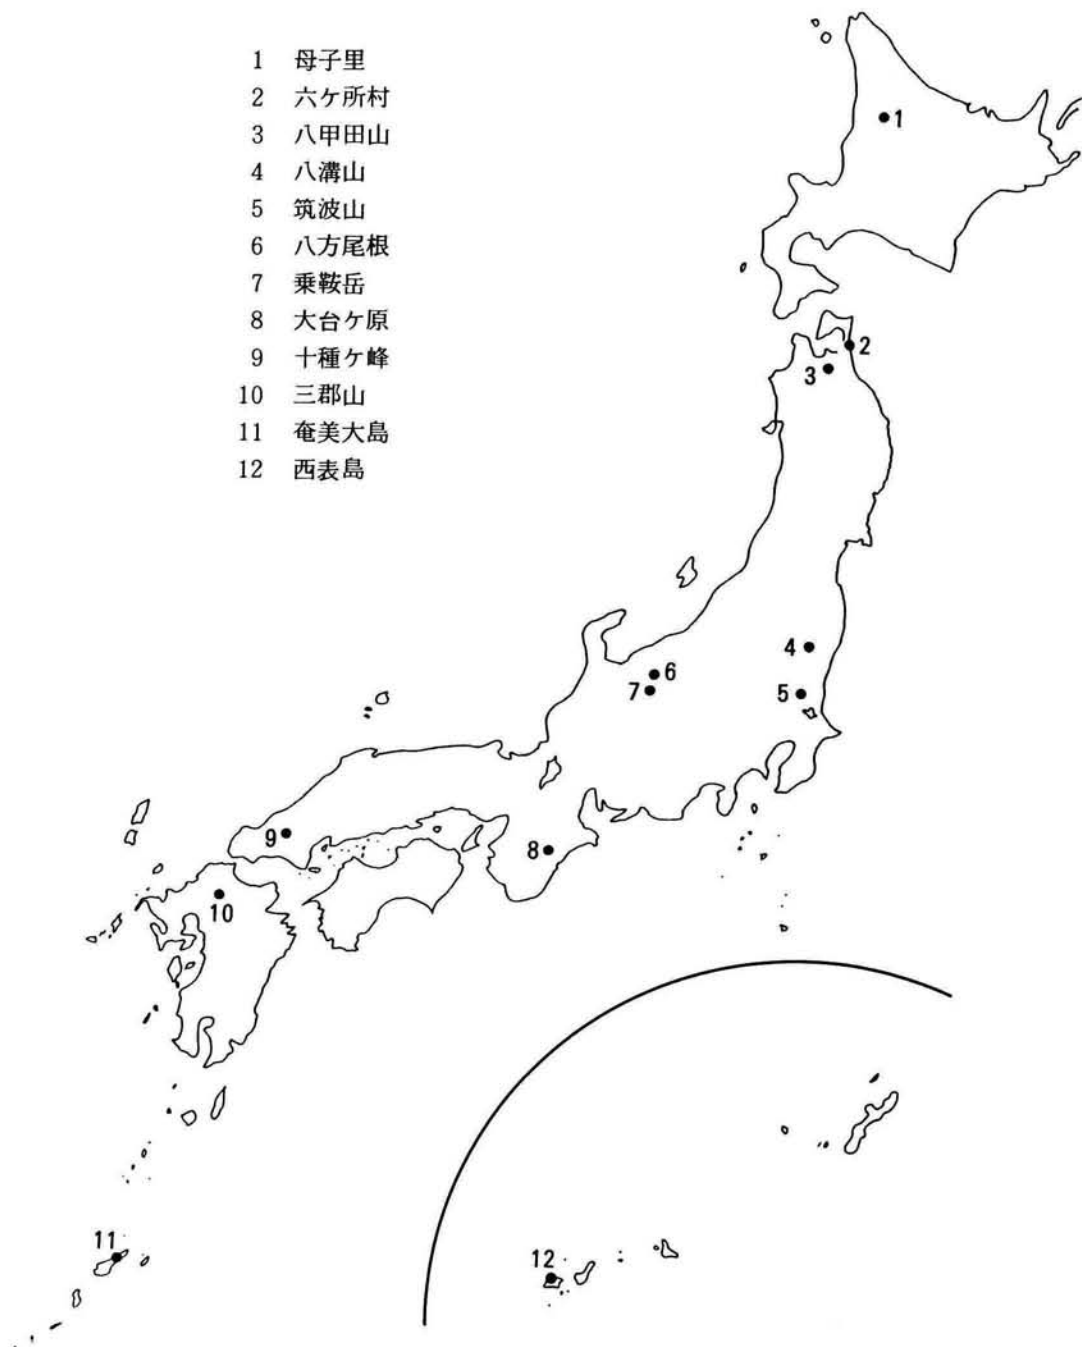 1 母子里
2 六ケ所村
3 八甲田山
4 八溝山
5 筑波山
6 八方尾根
7 乗鞍岳
8 大台ケ原
9 十種ケ峰
10 三郡山
11 奄美大島
12 西表島
1
2
3
4
6
7
5
9
8
10
11
12